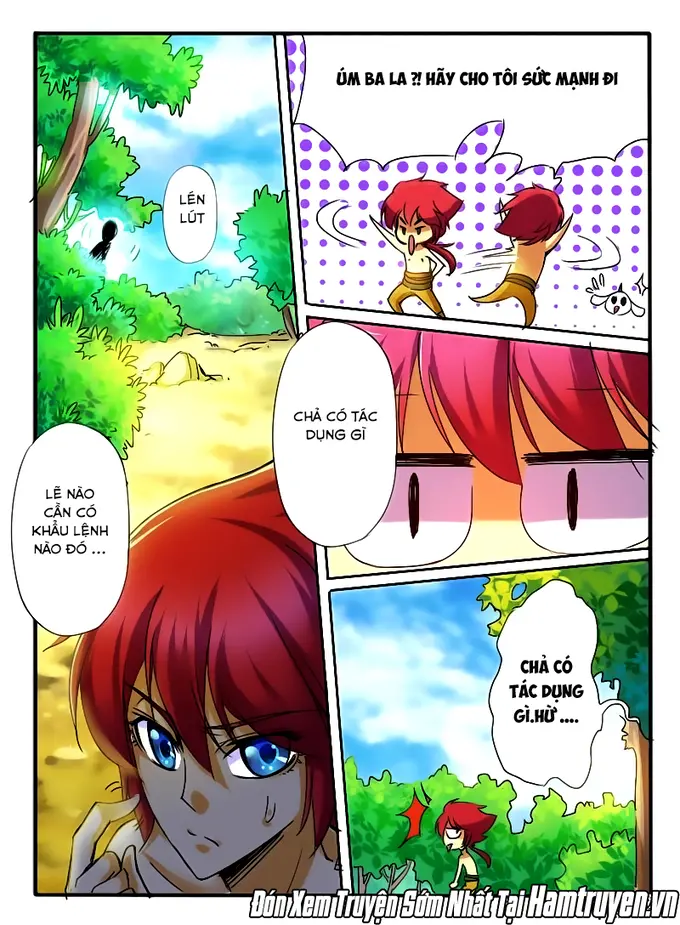 LÉN
LÚT
LẼ NÀO
CẦN CÓ
KHẨU LỆNH
NÀO ĐÓ ...
ÚM BA LA ?! HÃY CHO TÔI SỨC MẠNH ĐI
CHẢ CÓ TÁC
DỤNG GÌ
CHẢ CÓ
TÁC DỤNG
GÌ.HỪ ....
Đón Xem Truyện Sớm Nhất Tại Hamtruyen.vn